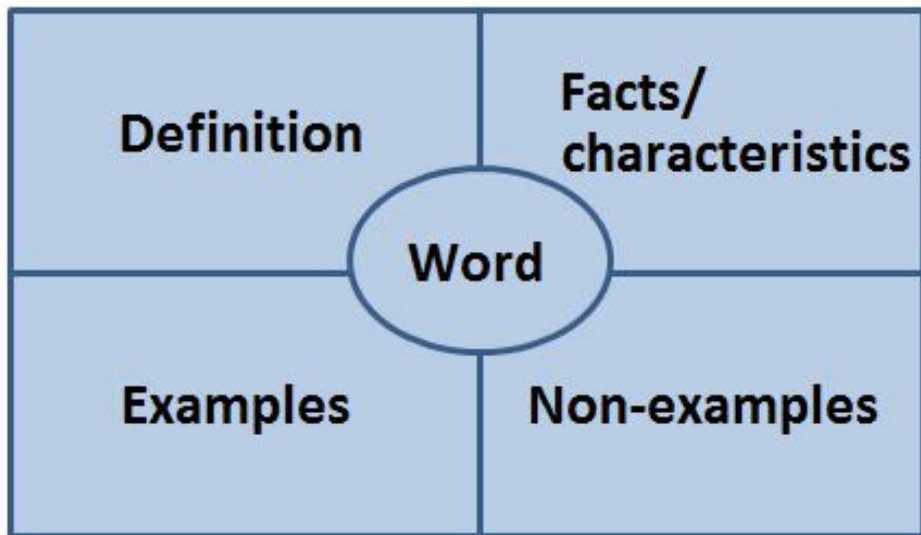 Definition
Facts/
characteristics
Word
Examples
Non-examples